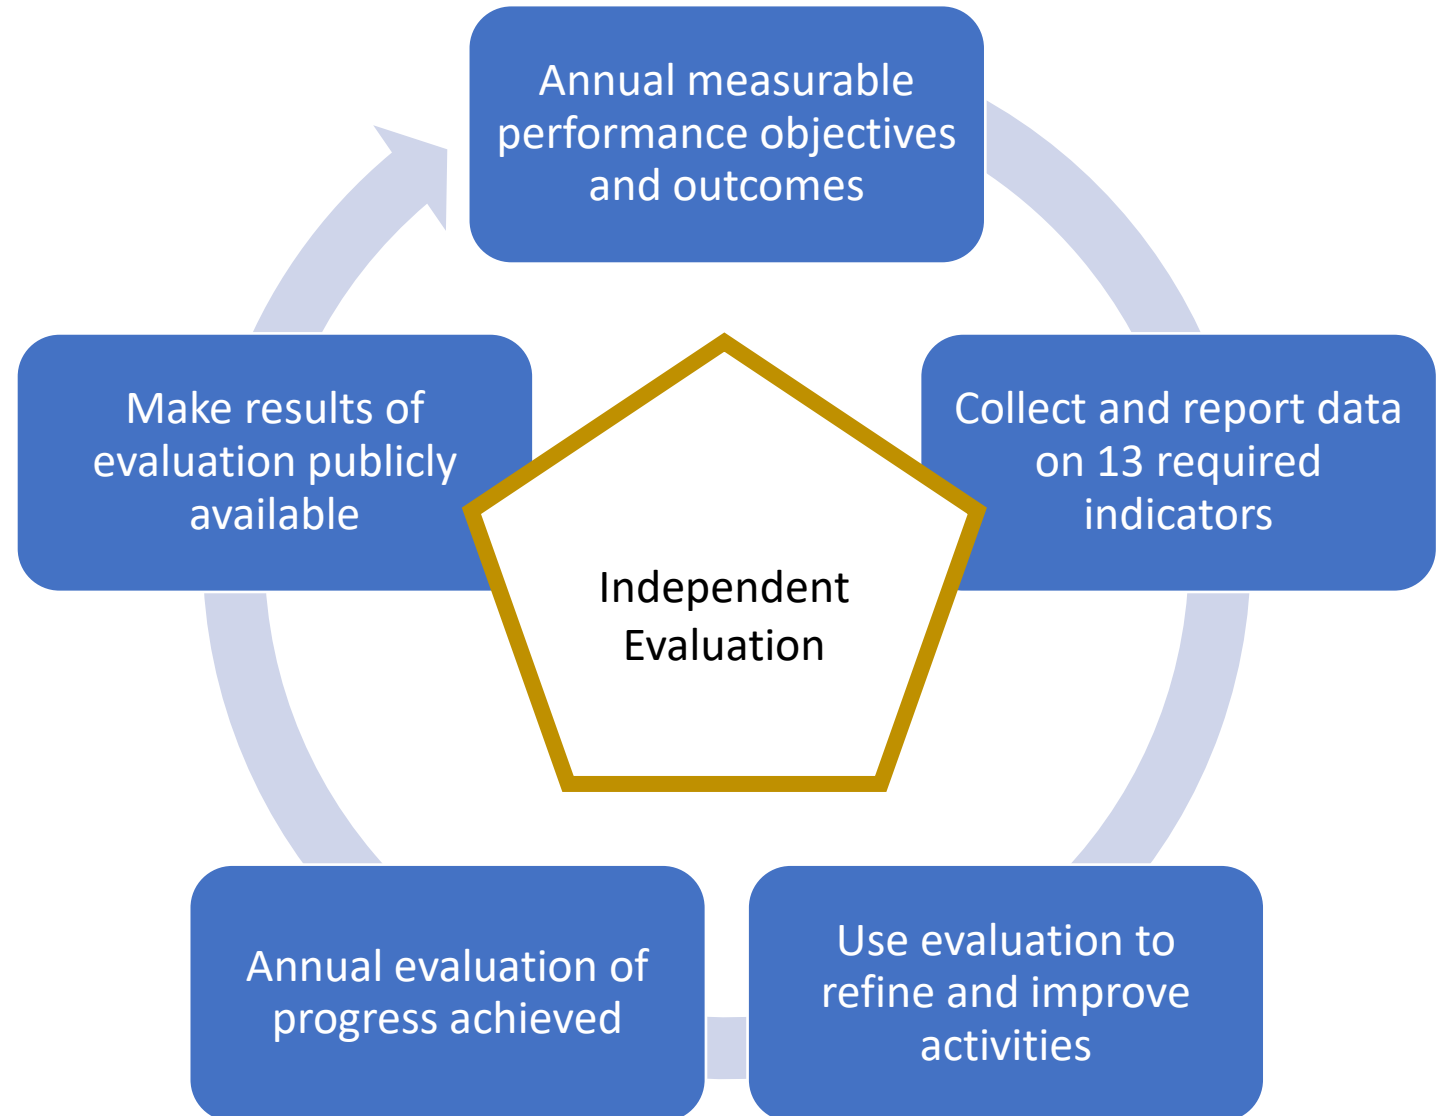 Annual measurable
performance objectives
and outcomes
Collect and report data
on 13 required
indicators
Use evaluation to
refine and improve
activities
Annual evaluation of
progress achieved
Make results of
evaluation publicly
available
Independent
Evaluation